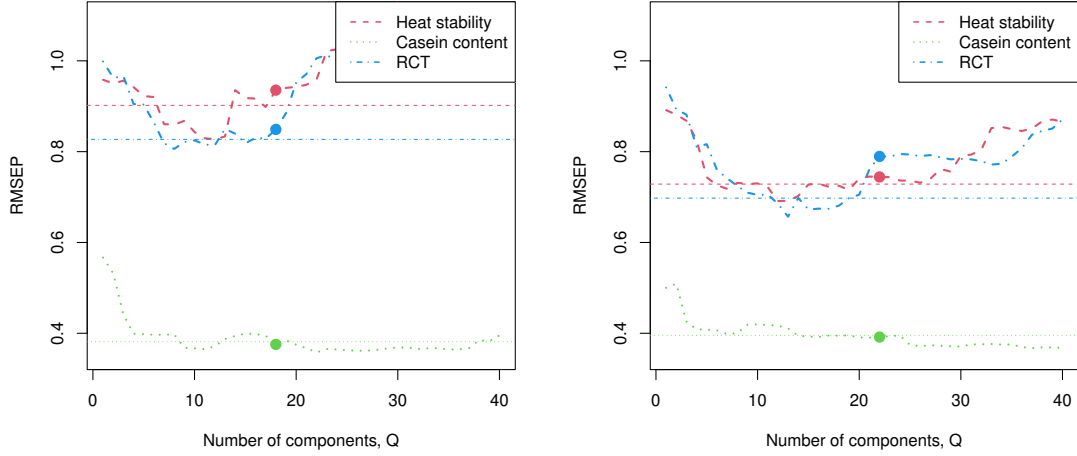 Heat stability
Casein content
RCT
RMSEP
0.4
0.6
0.8
1.0
0
10
20
30
40
Number of components, Q
Heat stability
Casein content
RCT
RMSEP
0.4
0.6
0.8
1.0
0
10
20
30
40
Number of components, Q